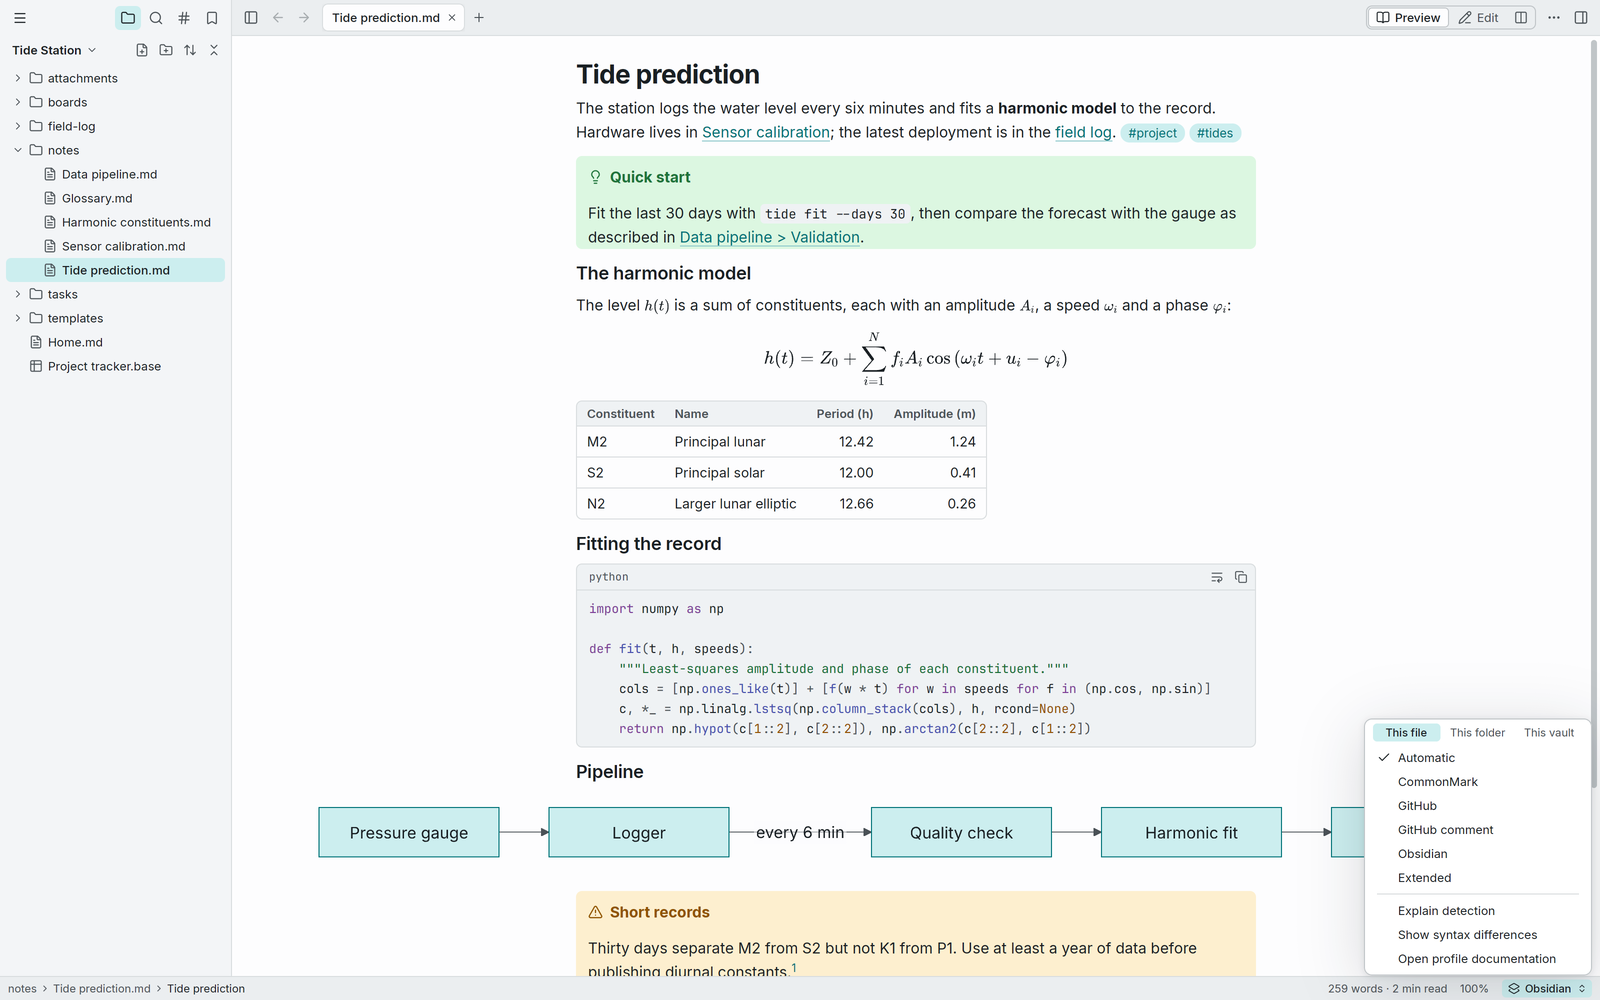 Tide prediction.md
Preview
Edit
Tide Station
attachments
boards
field-log
notes
Data pipeline.md
Glossary.md
Harmonic constituents.md
Sensor calibration.md
Tide prediction.md
tasks
templates
Home.md
Project tracker.base
Tide prediction
The station logs the water level every six minutes and fits a harmonic model to the record.
Hardware lives in Sensor calibration; the latest deployment is in the field log. #project #tides
Quick start
Fit the last 30 days with tide fit --days 30, then compare the forecast with the gauge as
described in Data pipeline > Validation.
The harmonic model
The level h(t) is a sum of constituents, each with an amplitude Aᵢ, a speed ωᵢ and a phase φᵢ:
h(t) = Z₀ + ∑ᵢ₌₁ᴺ fᵢAᵢ cos (ωᵢt + uᵢ − φᵢ)
Constituent Name Period (h) Amplitude (m)
M2 Principal lunar 12.42 1.24
S2 Principal solar 12.00 0.41
N2 Larger lunar elliptic 12.66 0.26
Fitting the record
python
import numpy as np
def fit(t, h, speeds):
"""Least-squares amplitude and phase of each constituent."""
cols = [np.ones_like(t)] + [f(w * t) for w in speeds for f in (np.cos, np.sin)]
c, *_ = np.linalg.lstsq(np.column_stack(cols), h, rcond=None)
return np.hypot(c[1::2], c[2::2]), np.arctan2(c[2::2], c[1::2])
Pipeline
Pressure gauge
Logger
every 6 min
Quality check
Harmonic fit
Short records
Thirty days separate M2 from S2 but not K1 from P1. Use at least a year of data before
publishing diurnal constants.¹
This file This folder This vault
Automatic
CommonMark
GitHub
GitHub comment
Obsidian
Extended
Explain detection
Show syntax differences
Open profile documentation
notes > Tide prediction.md > Tide prediction
259 words · 2 min read 100% Obsidian